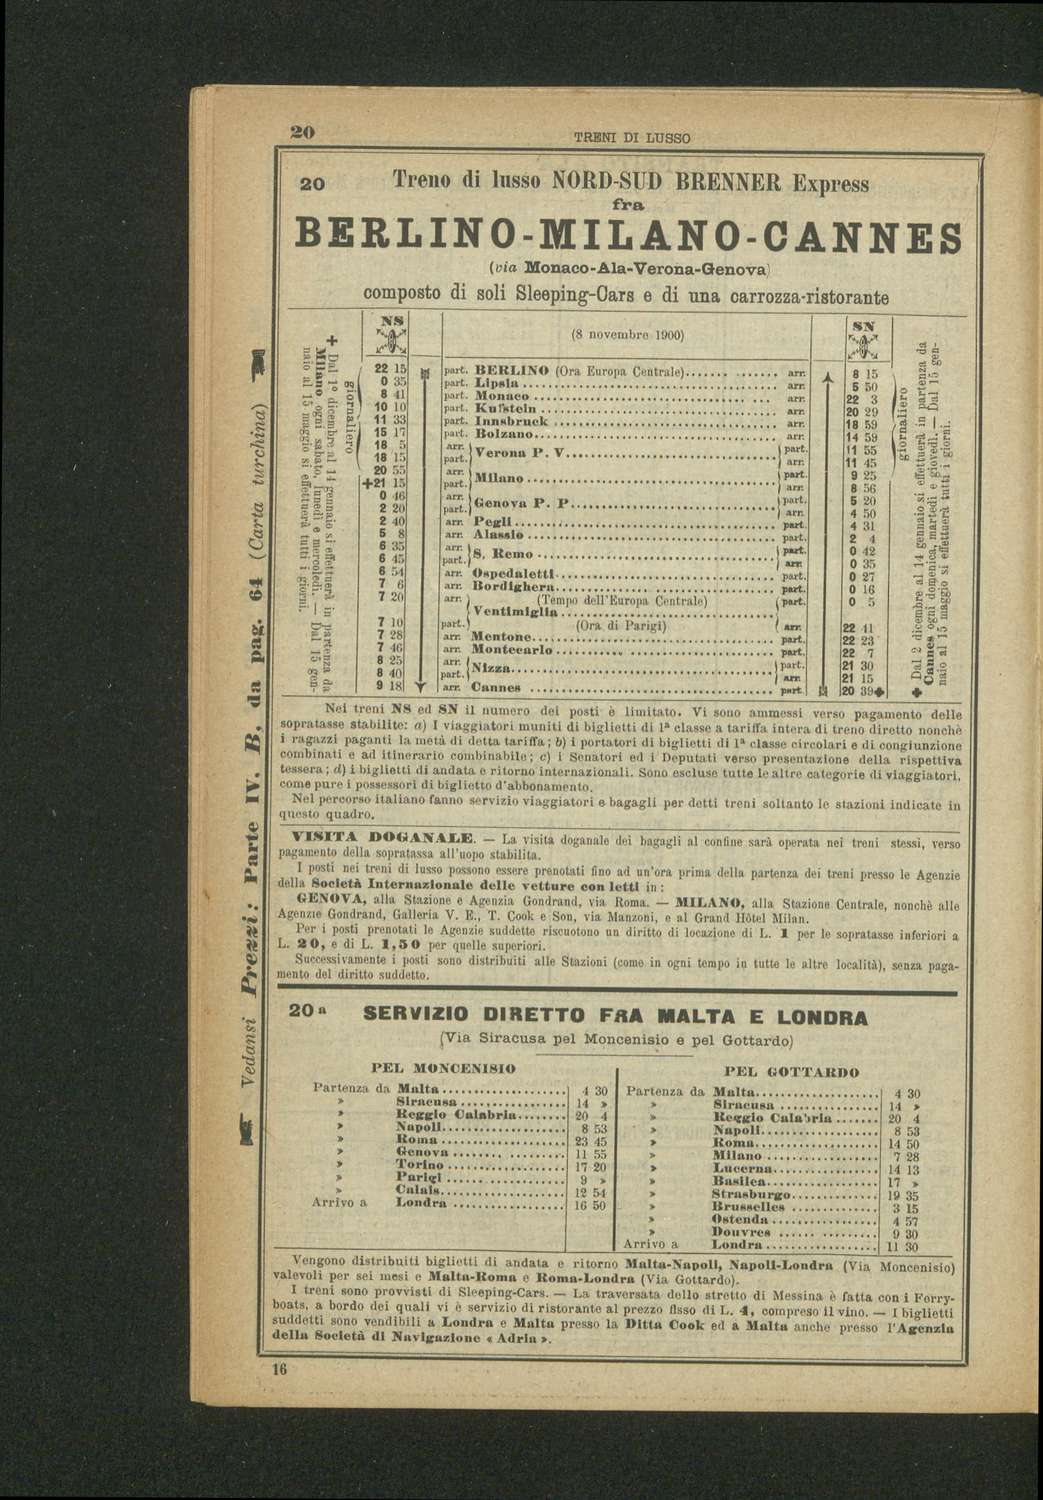 20
TRENI DI LUSSO
20 Treno di lusso NORD-SUD BRENNER Express
fra
BERLINO-MILANO-CANNES
(via Monaco-Ala-Verona-Genova)
composto di soli Sleeping-Cars e di una carrozza-ristorante
NS (8 novembre 1900) SN
22 15 part. BERLINO (Ora Europa Centrale) arr. 8 15
0 35 part. Lipsia arr. 5 50
8 41 part. Monaco arr. 22 3
10 10 part. Kufstein arr. 20 29
11 33 part. Innsbruck arr. 18 59
15 17 part. Bolzano arr. 14 59
18 5 arr. Verona P. V. part. 11 55
18 15 part. arr. 11 45
20 55 arr. Milano part. 9 25
+21 15 part. arr. 8 56
0 46 arr. Genova P. P. part. 5 20
2 20 part. arr. 4 50
2 40 arr. Pegli part. 4 31
5 8 arr. Alassio part. 2 4
6 35 arr. S. Remo part. 0 42
6 45 part. arr. 0 35
6 54 arr. Ospedaletti part. 0 27
7 6 arr. Bordighera part. 0 16
7 20 arr. (Tempo dell'Europa Centrale) part. 0 5
Ventimiglia
7 10 part. (Ora di Parigi) arr. 22 41
7 28 arr. Mentone part. 22 23
7 46 arr. Montecarlo part. 22 7
8 25 arr. Nizza part. 21 30
8 40 part. arr. 21 15
9 18 arr. Cannes part. 20 39+
giornaliero
+ Dal 1° dicembre al 14 gennaio si effettuerà in partenza da
Milano ogni sabato, lunedì e mercoledì. — Dal 15 gen-
naio al 15 maggio si effettuerà tutti i giorni.
giornaliero
+ Dal 2 dicembre al 14 gennaio si effettuerà in partenza da
Cannes ogni domenica, martedì e giovedì. — Dal 15 gen-
naio al 15 maggio si effettuerà tutti i giorni.
Nei treni NS ed SN il numero dei posti è limitato. Vi sono ammessi verso pagamento delle
sopratasse stabilite: a) I viaggiatori muniti di biglietti di 1ª classe a tariffa intera di treno diretto nonchè
i ragazzi paganti la metà di detta tariffa; b) i portatori di biglietti di 1ª classe circolari e di congiunzione
combinati e ad itinerario combinabile; c) i Senatori ed i Deputati verso presentazione della rispettiva
tessera; d) i biglietti di andata e ritorno internazionali. Sono escluse tutte le altre categorie di viaggiatori,
come pure i possessori di biglietto d'abbonamento.
Nel percorso italiano fanno servizio viaggiatori e bagagli per detti treni soltanto le stazioni indicate in
questo quadro.
VISITA DOGANALE. — La visita doganale dei bagagli al confine sarà operata nei treni stessi, verso
pagamento della sopratassa all'uopo stabilita.
I posti nei treni di lusso possono essere prenotati fino ad un'ora prima della partenza dei treni presso le Agenzie
della Società Internazionale delle vetture con letti in:
GENOVA, alla Stazione e Agenzia Gondrand, via Roma. — MILANO, alla Stazione Centrale, nonchè alle
Agenzie Gondrand, Galleria V. E., T. Cook e Son, via Manzoni, e al Grand Hôtel Milan.
Per i posti prenotati le Agenzie suddette riscuotono un diritto di locazione di L. 1 per le sopratasse inferiori a
L. 20, e di L. 1,50 per quelle superiori.
Successivamente i posti sono distribuiti alle Stazioni (come in ogni tempo in tutte le altre località), senza paga-
mento del diritto suddetto.
20a SERVIZIO DIRETTO FRA MALTA E LONDRA
(Via Siracusa pel Moncenisio e pel Gottardo)
PEL MONCENISIO
Partenza da Malta 4 30
» Siracusa 14 »
» Reggio Calabria 20 4
» Napoli 8 53
» Roma 23 45
» Genova 11 55
» Torino 17 20
» Parigi 9 »
» Calais 12 54
Arrivo a Londra 16 50
PEL GOTTARDO
Partenza da Malta 4 30
» Siracusa 14 »
» Reggio Calabria 20 4
» Napoli 8 53
» Roma 14 50
» Milano 7 28
» Lucerna 14 13
» Basilea 17 »
» Strasburgo 19 35
» Brusselles 3 15
» Ostenda 4 57
» Douvres 9 30
Arrivo a Londra 11 30
Vengono distribuiti biglietti di andata e ritorno Malta-Napoli, Napoli-Londra (Via Moncenisio)
valevoli per sei mesi e Malta-Roma e Roma-Londra (Via Gottardo).
I treni sono provvisti di Sleeping-Cars. — La traversata dello stretto di Messina è fatta con i Ferry-
boats, a bordo dei quali vi è servizio di ristorante al prezzo fisso di L. 4, compreso il vino. — I biglietti
suddetti sono vendibili a Londra e Malta presso la Ditta Cook ed a Malta anche presso l'Agenzia
della Società di Navigazione « Adria ».
16
Vedansi Prezzi: Parte IV, B, da pag. 64 (Carta turchina)